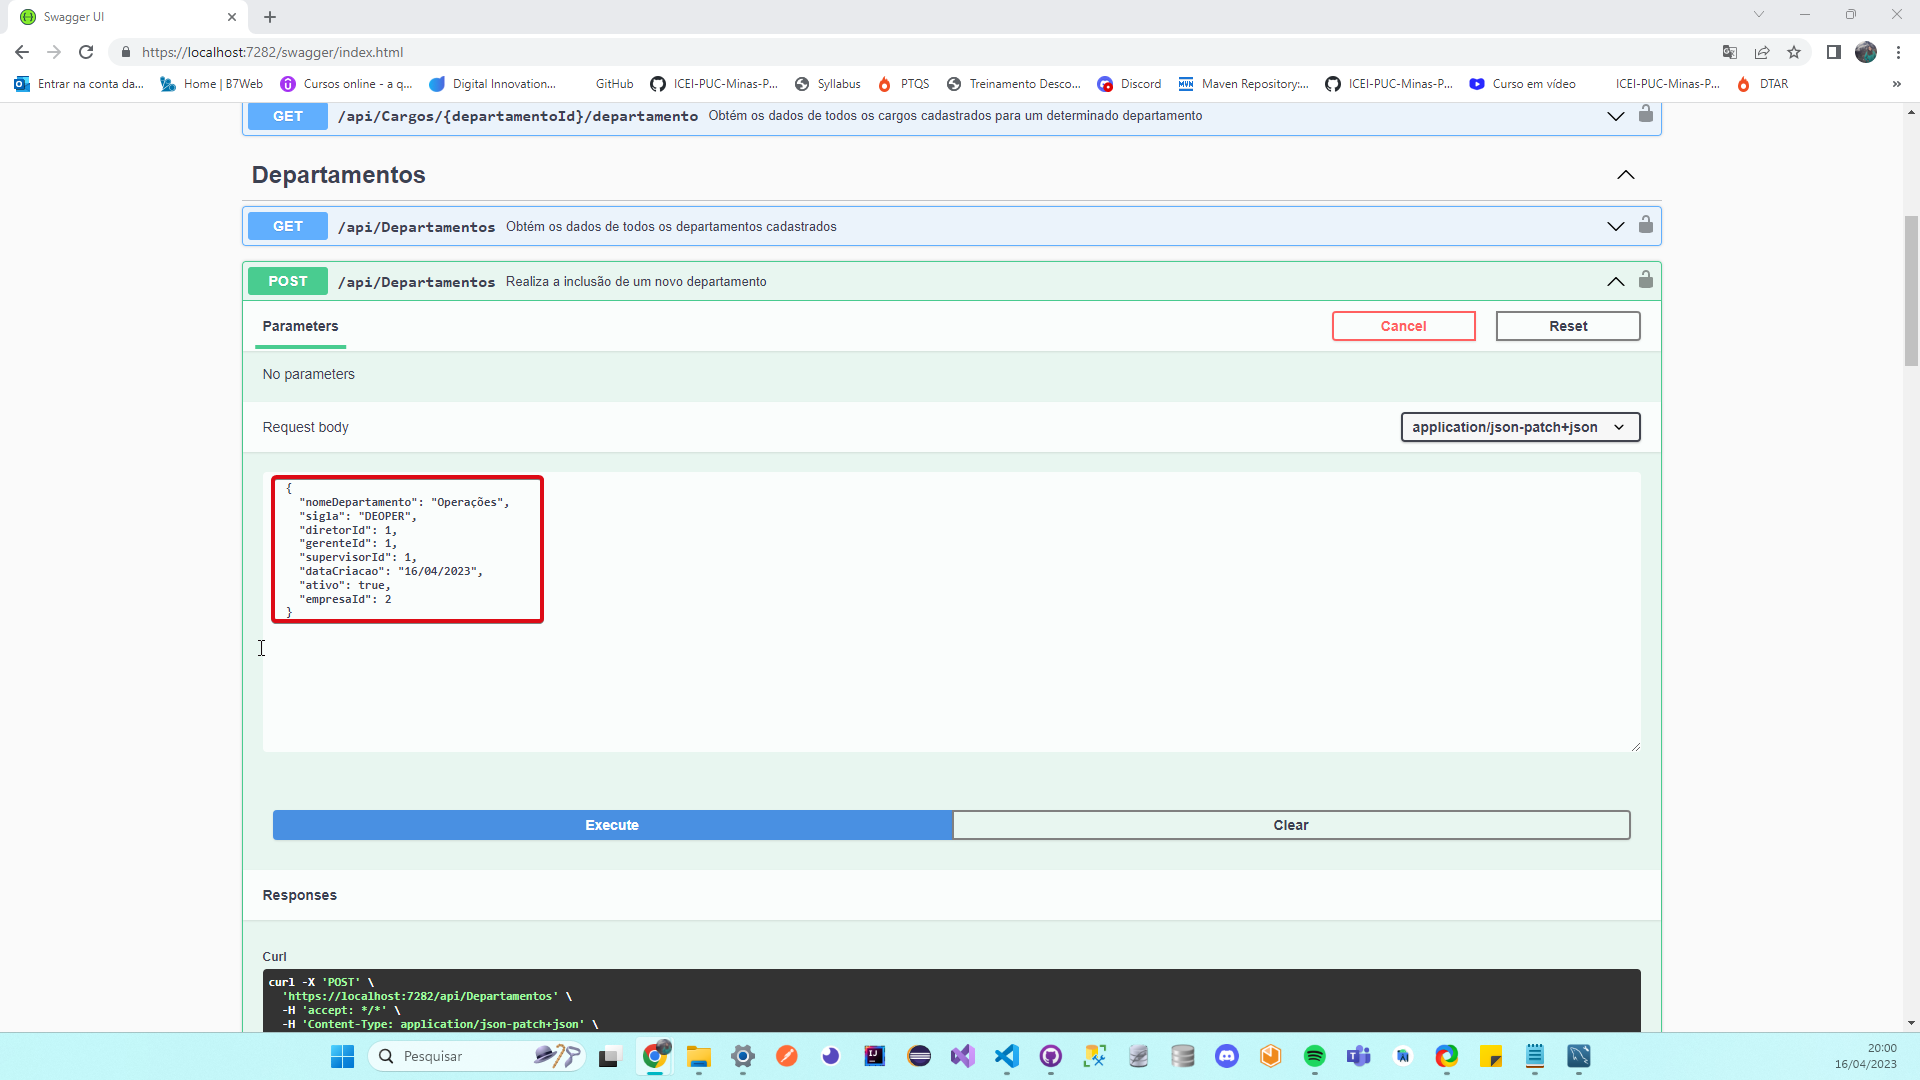 Swagger UI
https://localhost:7282/swagger/index.html
Entrar na conta da...
Home | B7Web
Cursos online - a q...
Digital Innovation...
GitHub
ICEI-PUC-Minas-P...
Syllabus
PTQS
Treinamento Desco...
Discord
Maven Repository:...
ICEI-PUC-Minas-P...
Curso em vídeo
ICEI-PUC-Minas-P...
DTAR
»
GET /api/Cargos/{departamentoId}/departamento Obtém os dados de todos os cargos cadastrados para um determinado departamento
Departamentos
GET /api/Departamentos Obtém os dados de todos os departamentos cadastrados
POST /api/Departamentos Realiza a inclusão de um novo departamento
Parameters
Cancel
Reset
No parameters
Request body
application/json-patch+json
{
"nomeDepartamento": "Operações",
"sigla": "DEOPER",
"diretorId": 1,
"gerenteId": 1,
"supervisorId": 1,
"dataCriacao": "16/04/2023",
"ativo": true,
"empresaId": 2
}
Execute
Clear
Responses
Curl
curl -X 'POST' \
'https://localhost:7282/api/Departamentos' \
-H 'accept: */*' \
-H 'Content-Type: application/json-patch+json' \
Pesquisar
20:00
16/04/2023